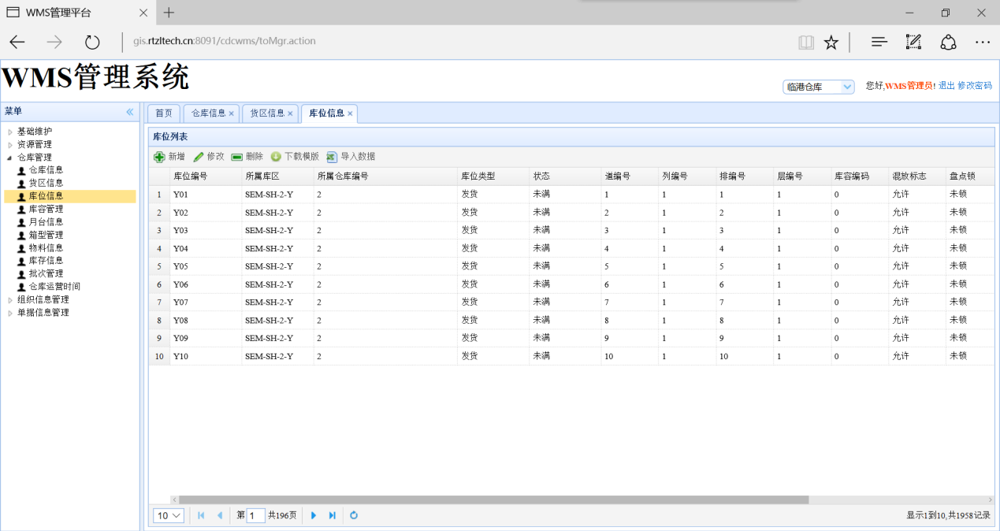 WMS管理平台
gis.rtzltech.cn:8091/cdcwms/toMgr.action
WMS管理系统
临港仓库 您好,WMS管理员! 退出 修改密码
菜单
基础维护
资源管理
仓库管理
仓库信息
货区信息
库位信息
库容管理
月台信息
箱型管理
物料信息
库存信息
批次管理
仓库运营时间
组织信息管理
单据信息管理
首页 仓库信息 货区信息 库位信息
库位列表
新增 修改 删除 下载模版 导入数据
库位编号 所属库区 所属仓库编号 库位类型 状态 道编号 列编号 排编号 层编号 库容编码 混放标志 盘点锁
1 Y01 SEM-SH-2-Y 2 发货 未满 1 1 1 1 0 允许 未锁
2 Y02 SEM-SH-2-Y 2 发货 未满 2 1 2 1 0 允许 未锁
3 Y03 SEM-SH-2-Y 2 发货 未满 3 1 3 1 0 允许 未锁
4 Y04 SEM-SH-2-Y 2 发货 未满 4 1 4 1 0 允许 未锁
5 Y05 SEM-SH-2-Y 2 发货 未满 5 1 5 1 0 允许 未锁
6 Y06 SEM-SH-2-Y 2 发货 未满 6 1 6 1 0 允许 未锁
7 Y07 SEM-SH-2-Y 2 发货 未满 7 1 7 1 0 允许 未锁
8 Y08 SEM-SH-2-Y 2 发货 未满 8 1 8 1 0 允许 未锁
9 Y09 SEM-SH-2-Y 2 发货 未满 9 1 9 1 0 允许 未锁
10 Y10 SEM-SH-2-Y 2 发货 未满 10 1 10 1 0 允许 未锁
10 第 1 共196页 显示1到10,共1958记录